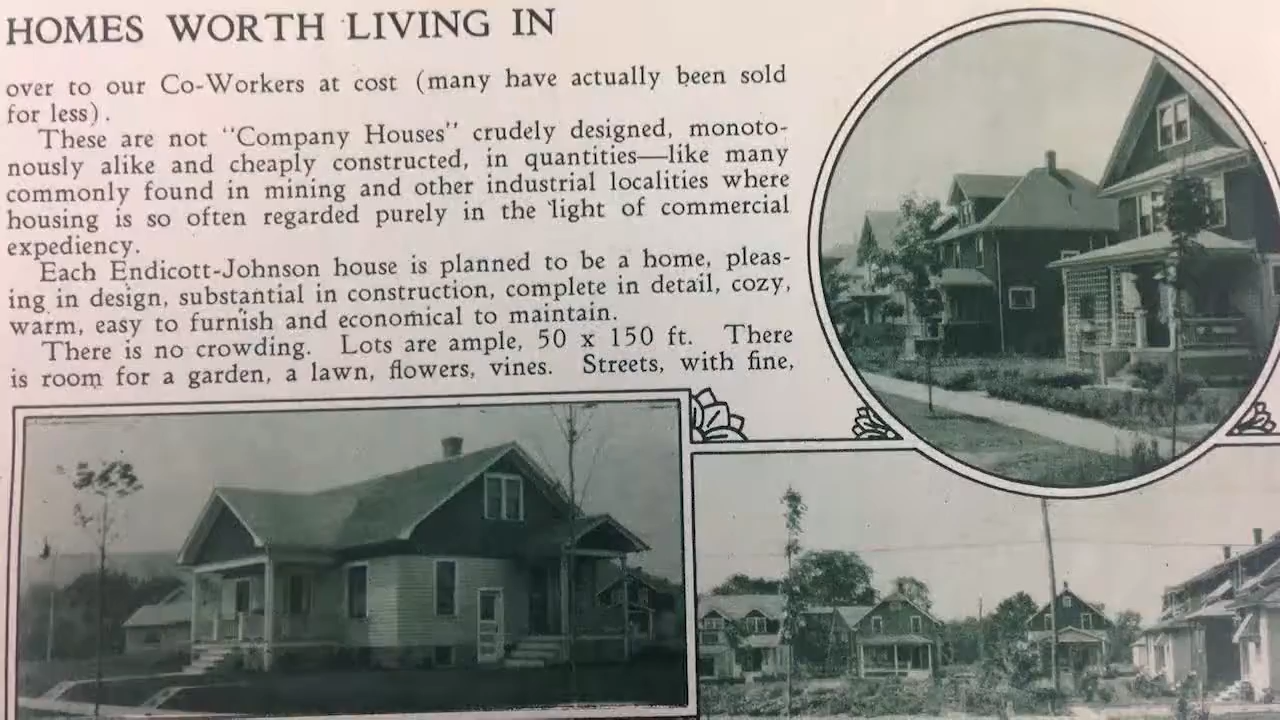 HOMES WORTH LIVING IN
over to our Co-Workers at cost (many have actually been sold
for less).
These are not "Company Houses" crudely designed, monoto-
nously alike and cheaply constructed, in quantities—like many
commonly found in mining and other industrial localities where
housing is so often regarded purely in the light of commercial
expediency.
Each Endicott-Johnson house is planned to be a home, pleas-
ing in design, substantial in construction, complete in detail, cozy,
warm, easy to furnish and economical to maintain.
There is no crowding. Lots are ample, 50 x 150 ft. There
is room for a garden, a lawn, flowers, vines. Streets, with fine,